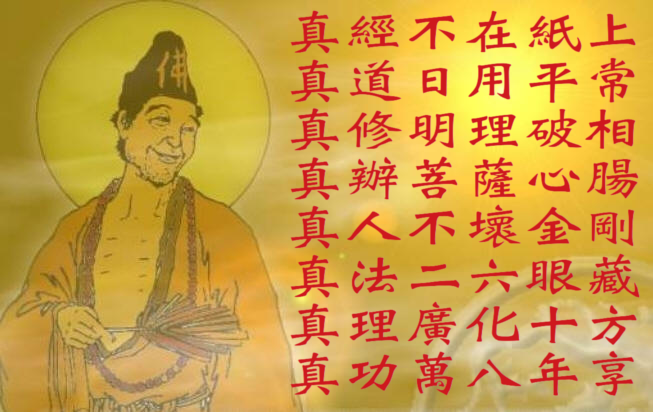 佛
真經不在紙上
真道日用平常
真修明理破相
真辦菩薩心腸
真人不壞金剛
真法二六眼藏
真理廣化十方
真功萬八年享